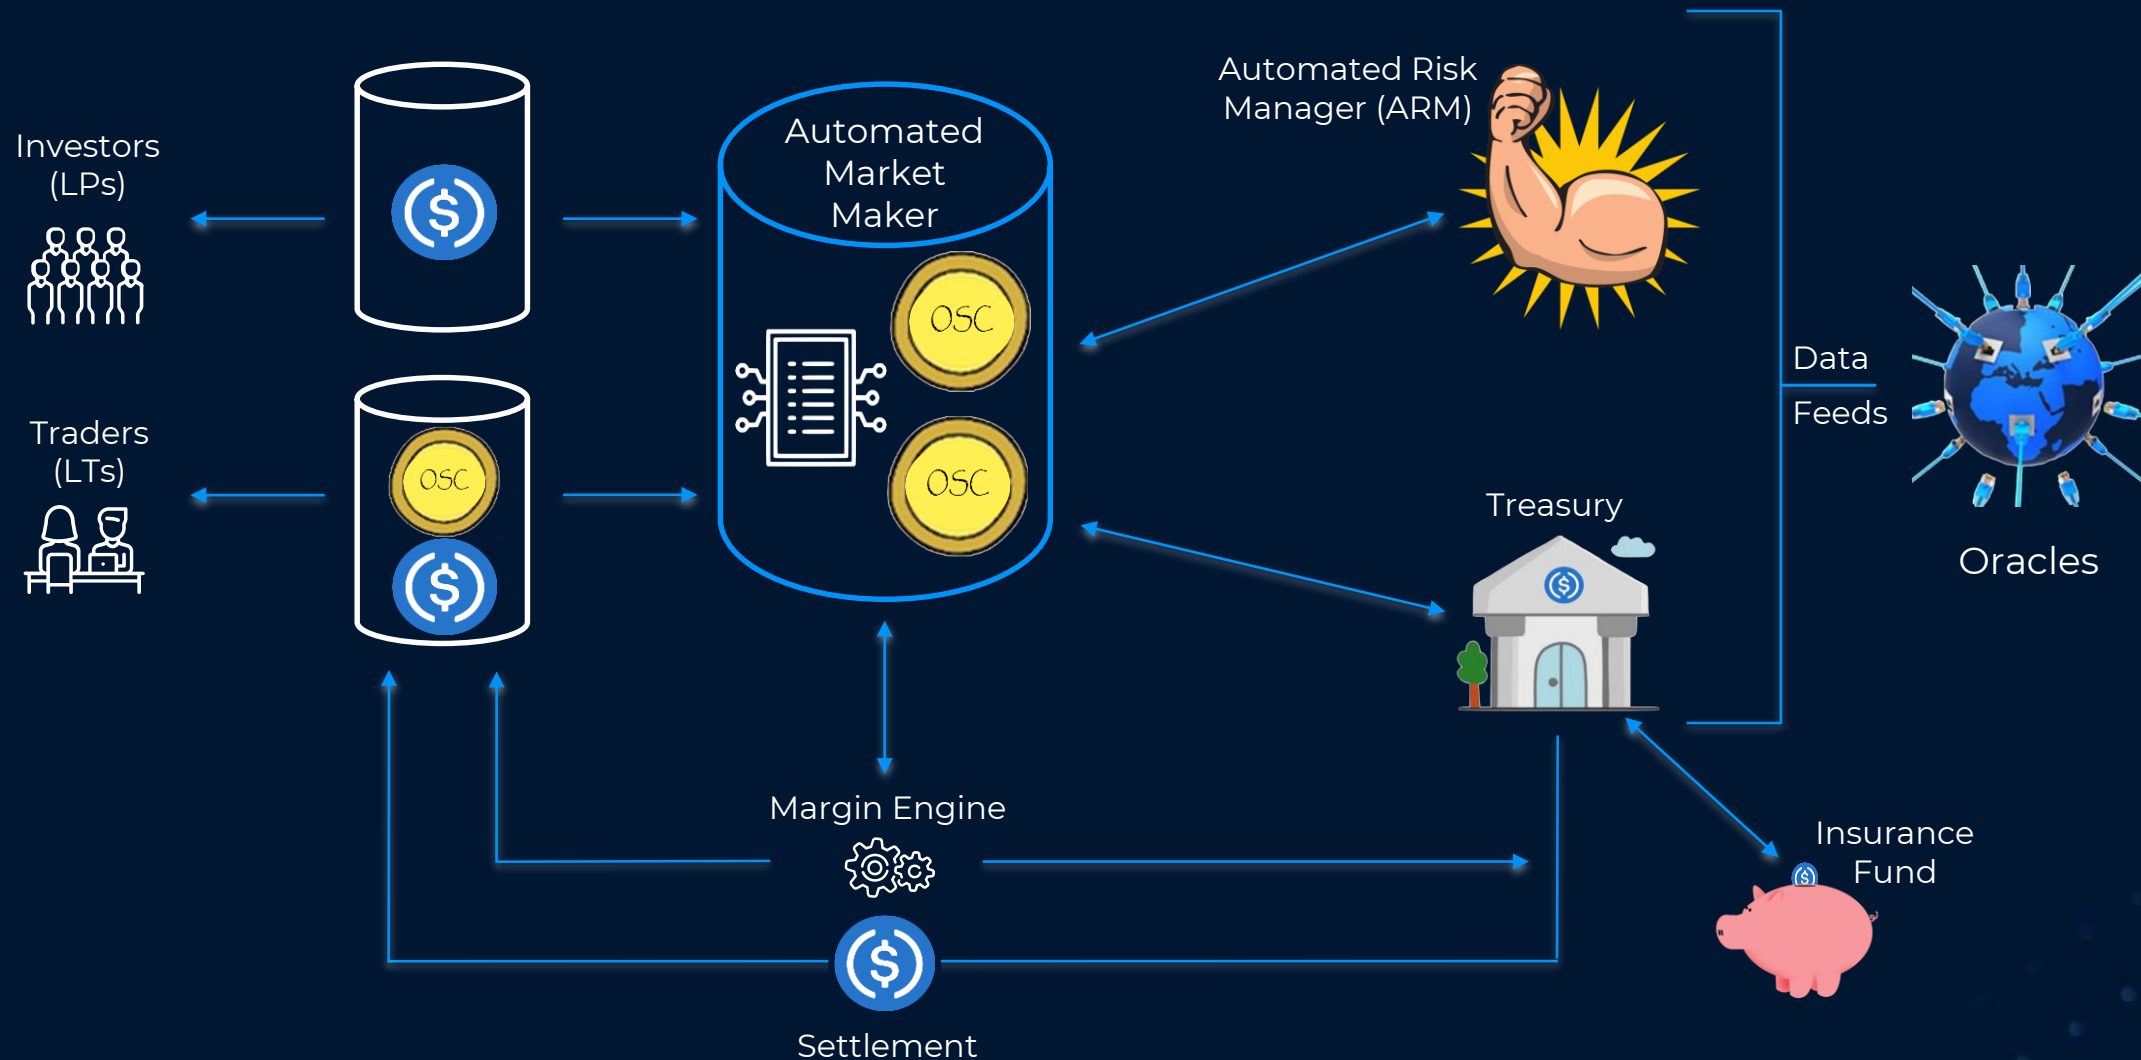 Automated Risk
Manager (ARM)
Investors
(LPs)
$
Automated
Market
Maker
OSC
OSC
Traders
(LTs)
OSC
$
Data
Feeds
Oracles
Treasury
$
Margin Engine
Insurance
Fund
$
$
Settlement